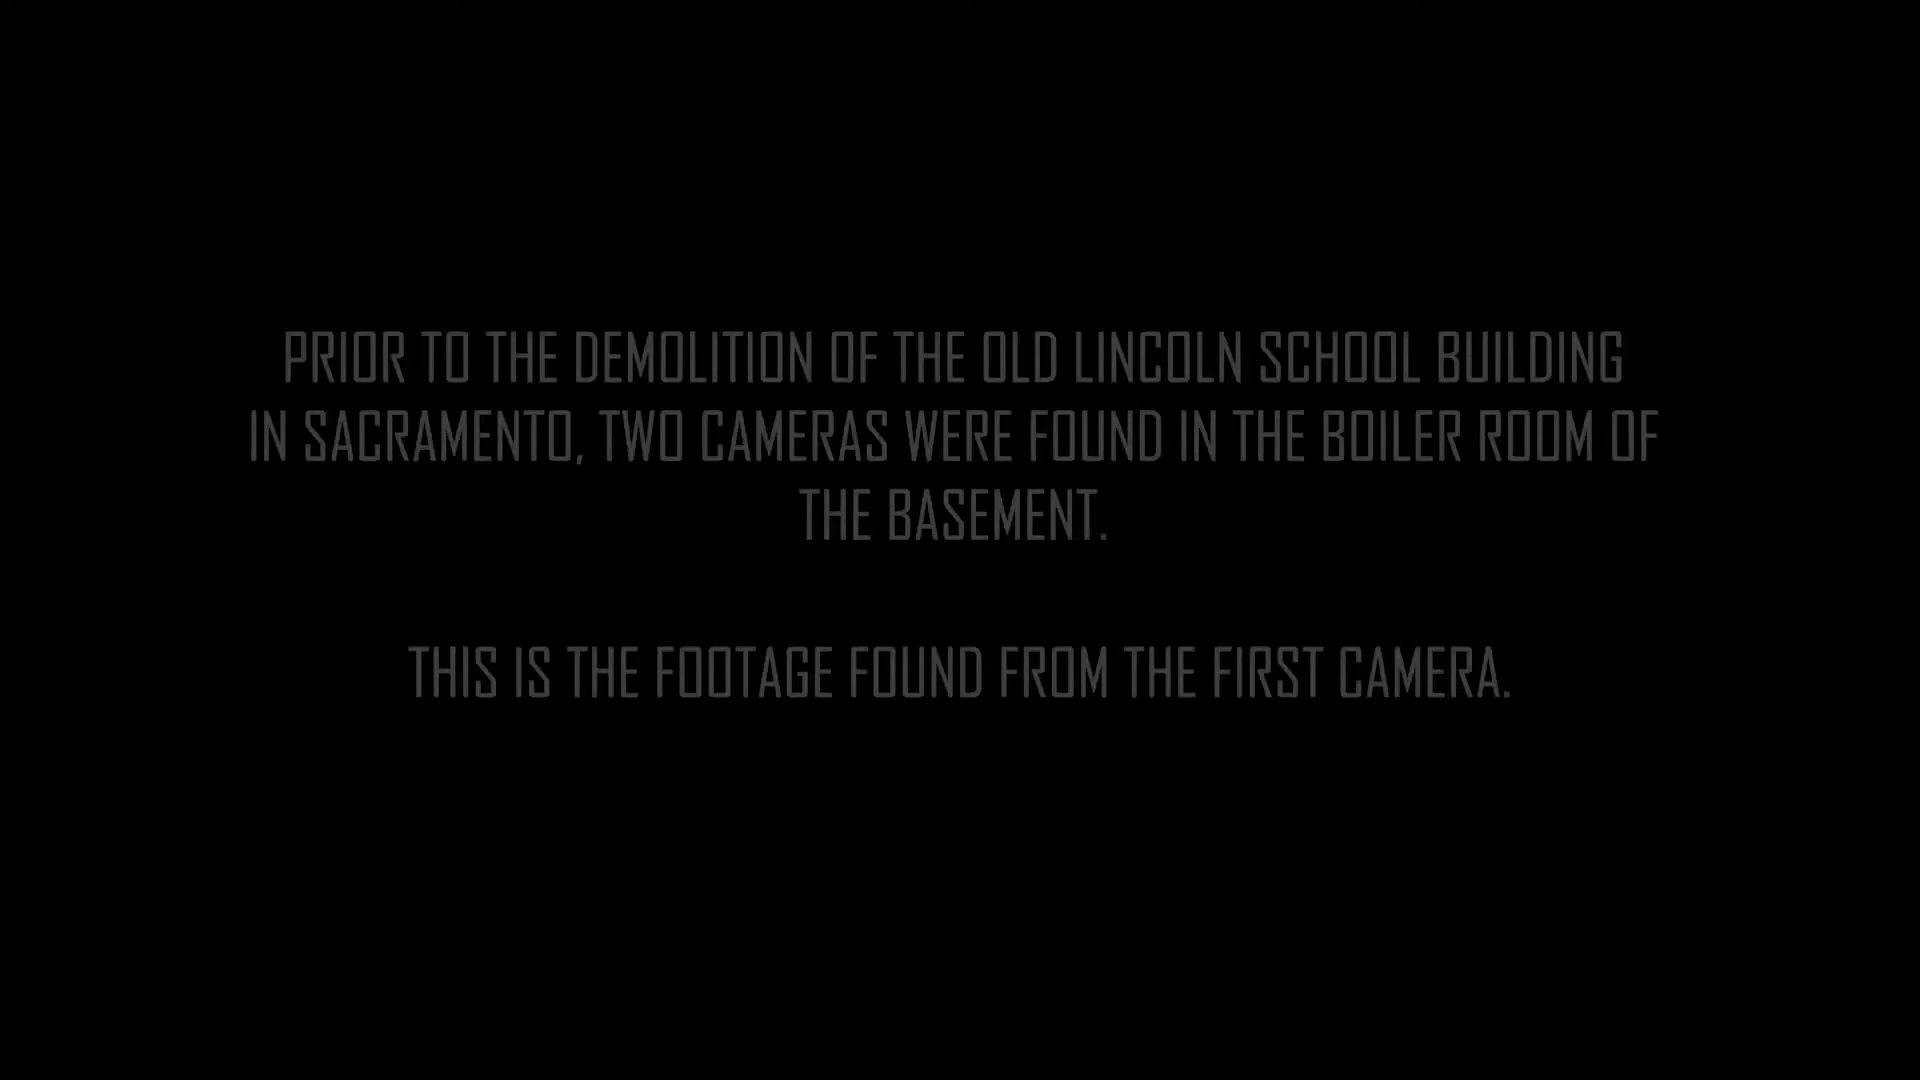 PRIOR TO THE DEMOLITION OF THE OLD LINCOLN SCHOOL BUILDING
IN SACRAMENTO, TWO CAMERAS WERE FOUND IN THE BOILER ROOM OF
THE BASEMENT.
THIS IS THE FOOTAGE FOUND FROM THE FIRST CAMERA.